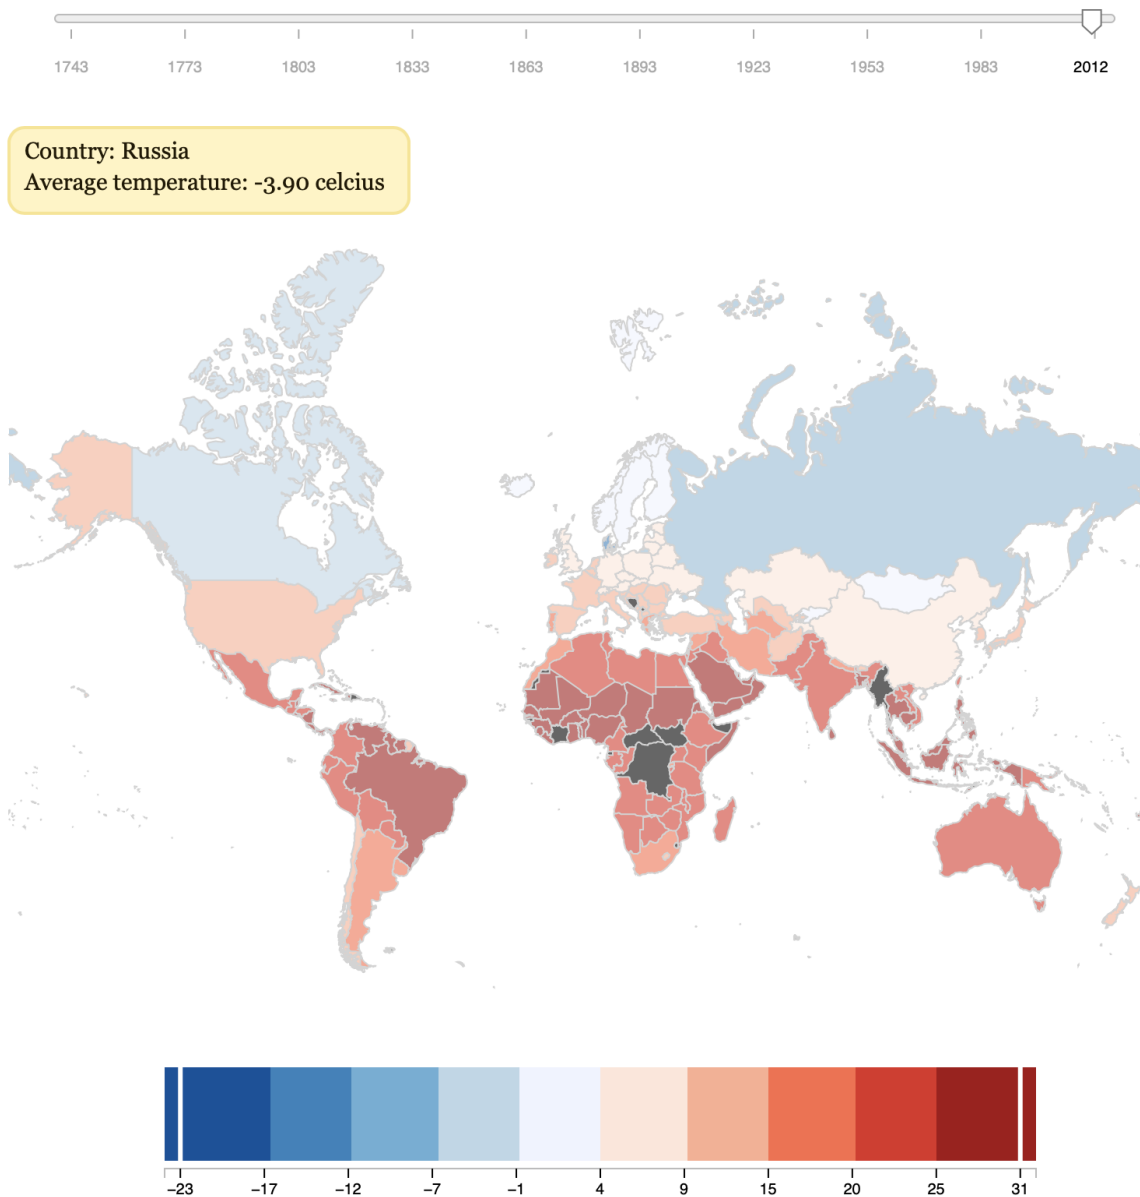 1743 1773 1803 1833 1863 1893 1923 1953 1983 2012
Country: Russia
Average temperature: -3.90 celcius
−23 −17 −12 −7 −1 4 9 15 20 25 31